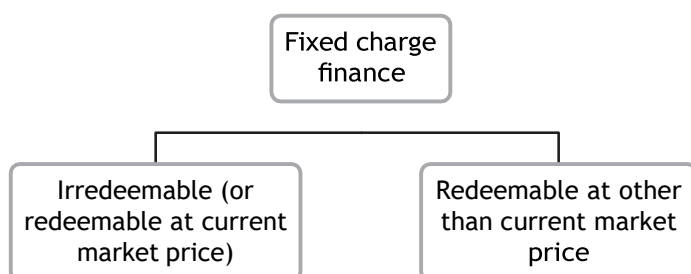 Fixed charge
finance
Irredeemable (or
redeemable at current
market price)
Redeemable at other
than current market
price